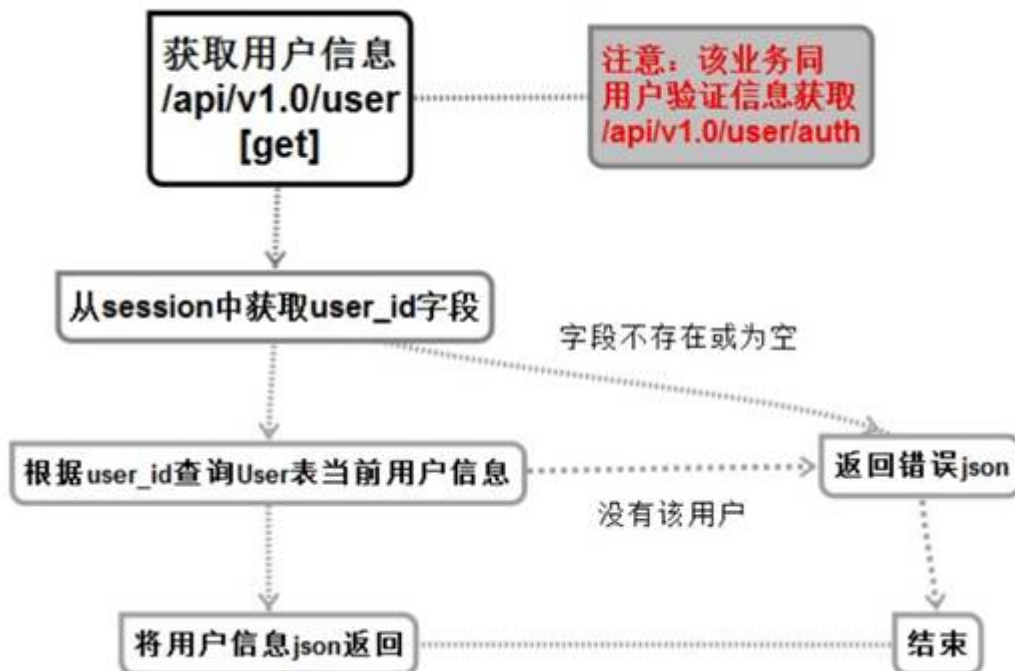 获取用户信息
/api/v1.0/user
[get]
注意：该业务同
用户验证信息获取
/api/v1.0/user/auth
从session中获取user_id字段
字段不存在或为空
根据user_id查询User表当前用户信息
返回错误json
没有该用户
将用户信息json返回
结束